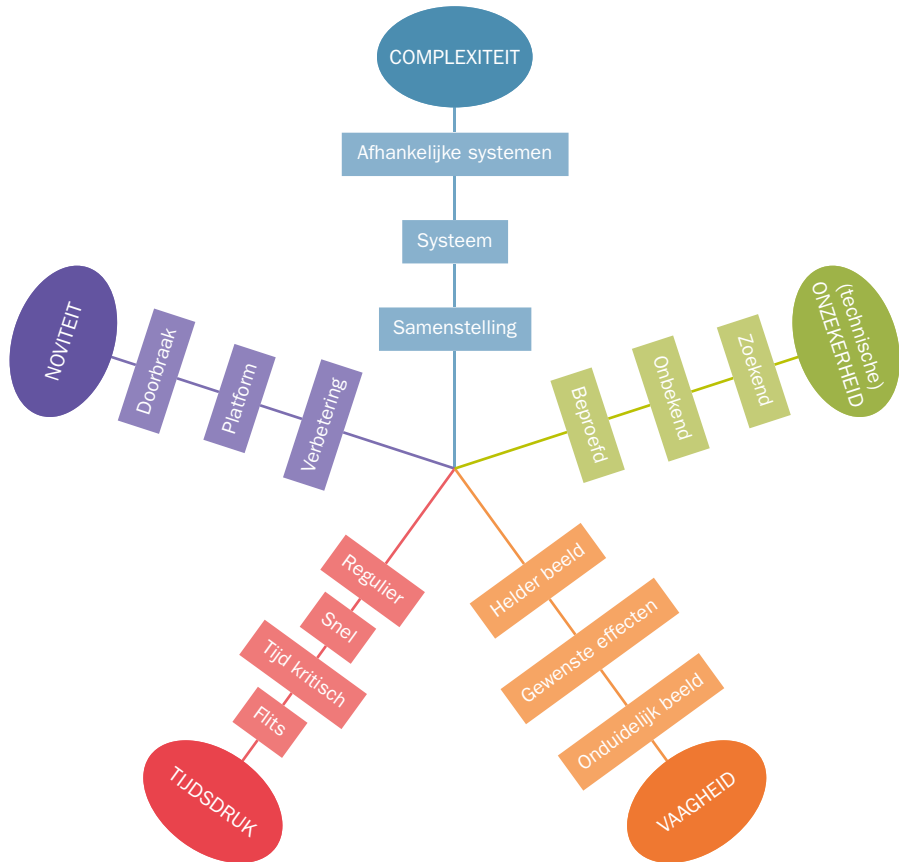 COMPLEXITEIT
Afhankelijke systemen
Systeem
Samenstelling
(technische)
ONZEKERHEID
Zoekend
Onbekend
Beproefd
Helder beeld
Gewenste effecten
Onduidelijk beeld
VAAGHEID
Regulier
Snel
Tijd kritisch
Flits
TIJDSDRUK
NOVITEIT
Doorbraak
Platform
Verbetering